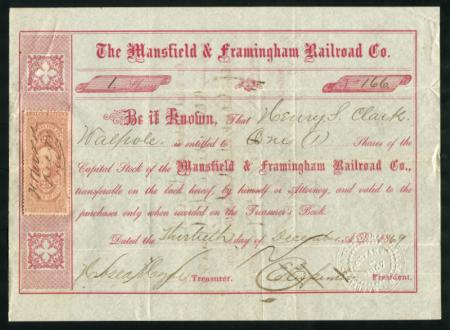 The Mansfield & Framingham Railroad Co.
1 No 166
Be it Known, That Henry S. Clark
Walpole. is entitled to One (1) Shares of the
Capital Stock of the Mansfield & Framingham Railroad Co.,
transferable on the back hereof, by himself or Attorney, and valid to the
purchaser only when recorded on the Treasurer's Book.
Dated the Thirtieth day of December A.D. 1869
Treasurer. President.